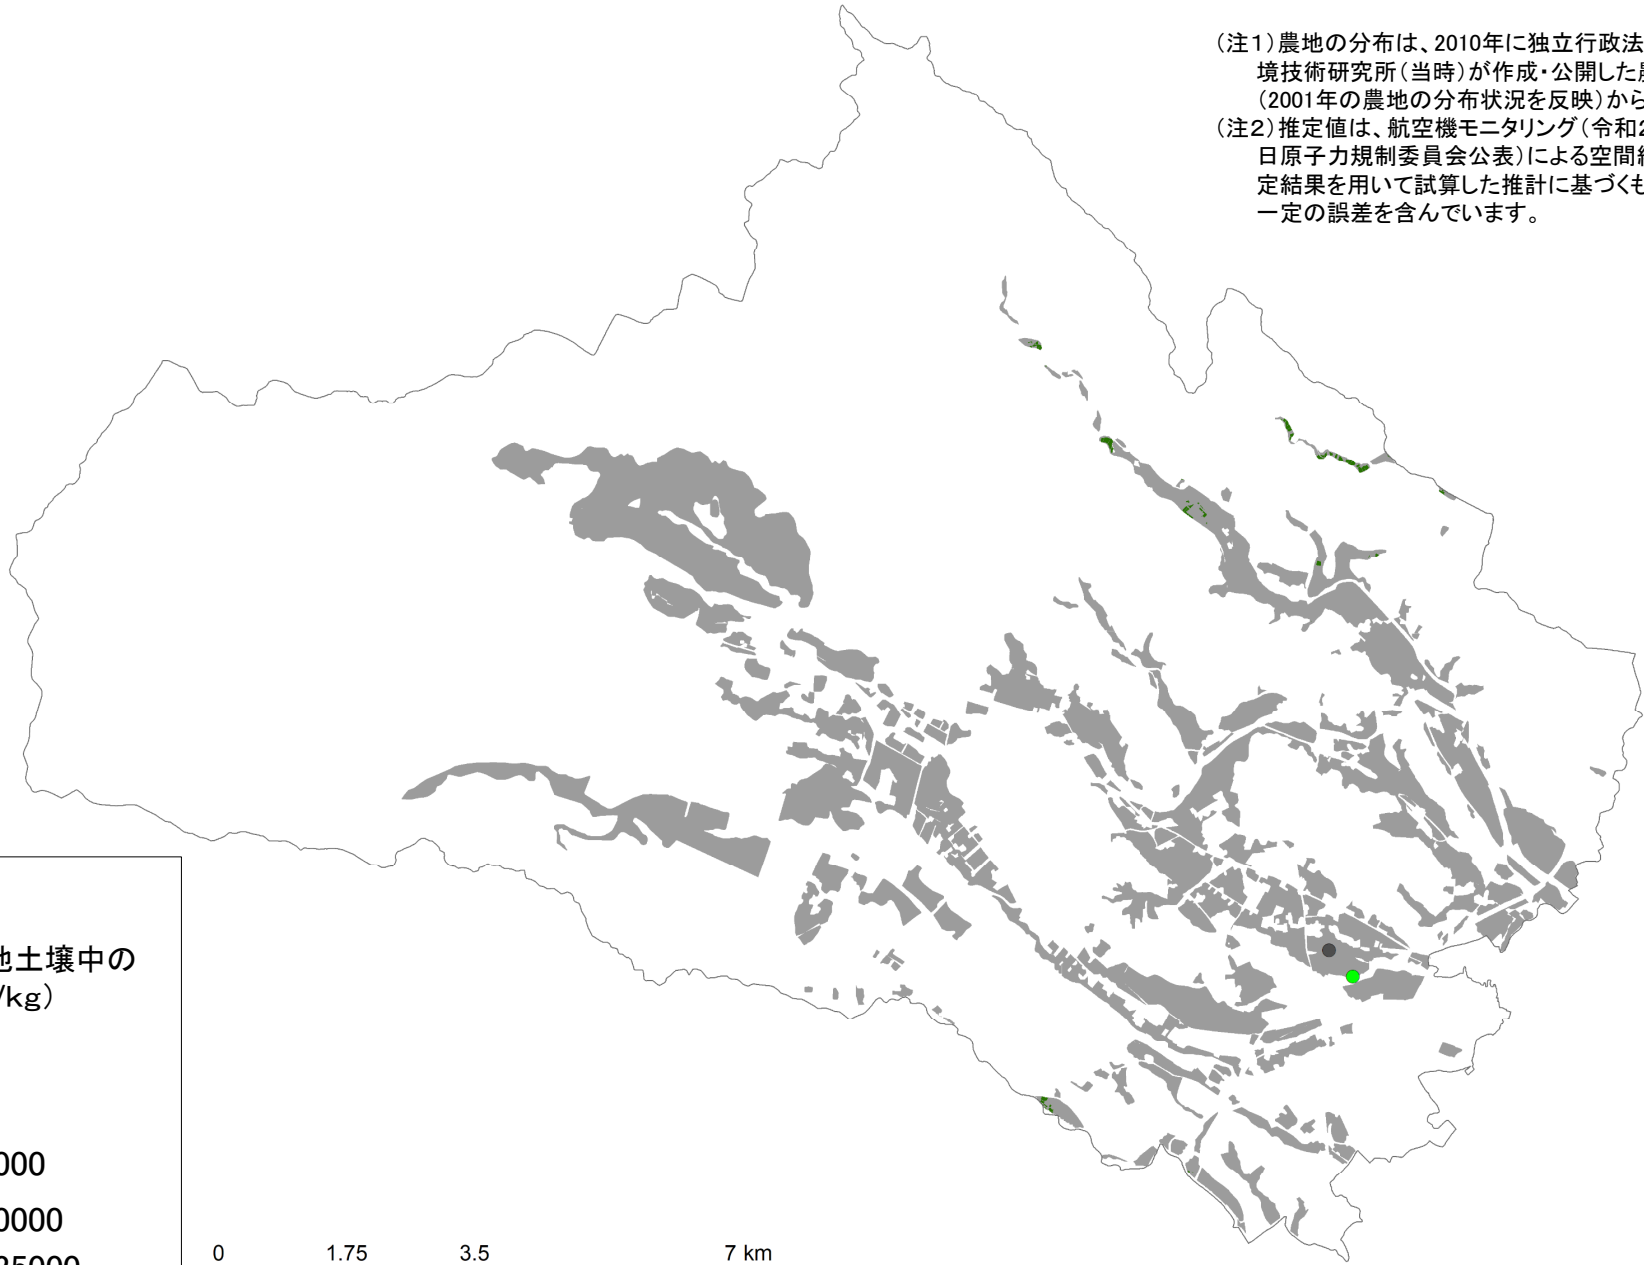 （注1）農地の分布は、2010年に独立行政法
境技術研究所（当時）が作成・公開した
（2001年の農地の分布状況を反映）から
（注2）推定値は、航空機モニタリング（令和2
日原子力規制委員会公表）による空間
定結果を用いて試算した推計に基づくも
一定の誤差を含んでいます。
地土壌中の
/kg）
000
0000
25000
0 1.75 3.5 7 km